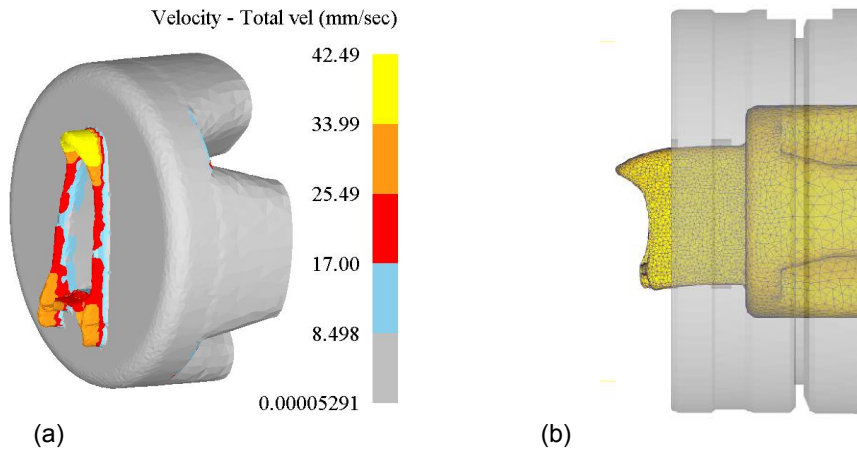 Velocity - Total vel (mm/sec)
42.49
33.99
25.49
17.00
8.498
0.00005291
(a)
(b)